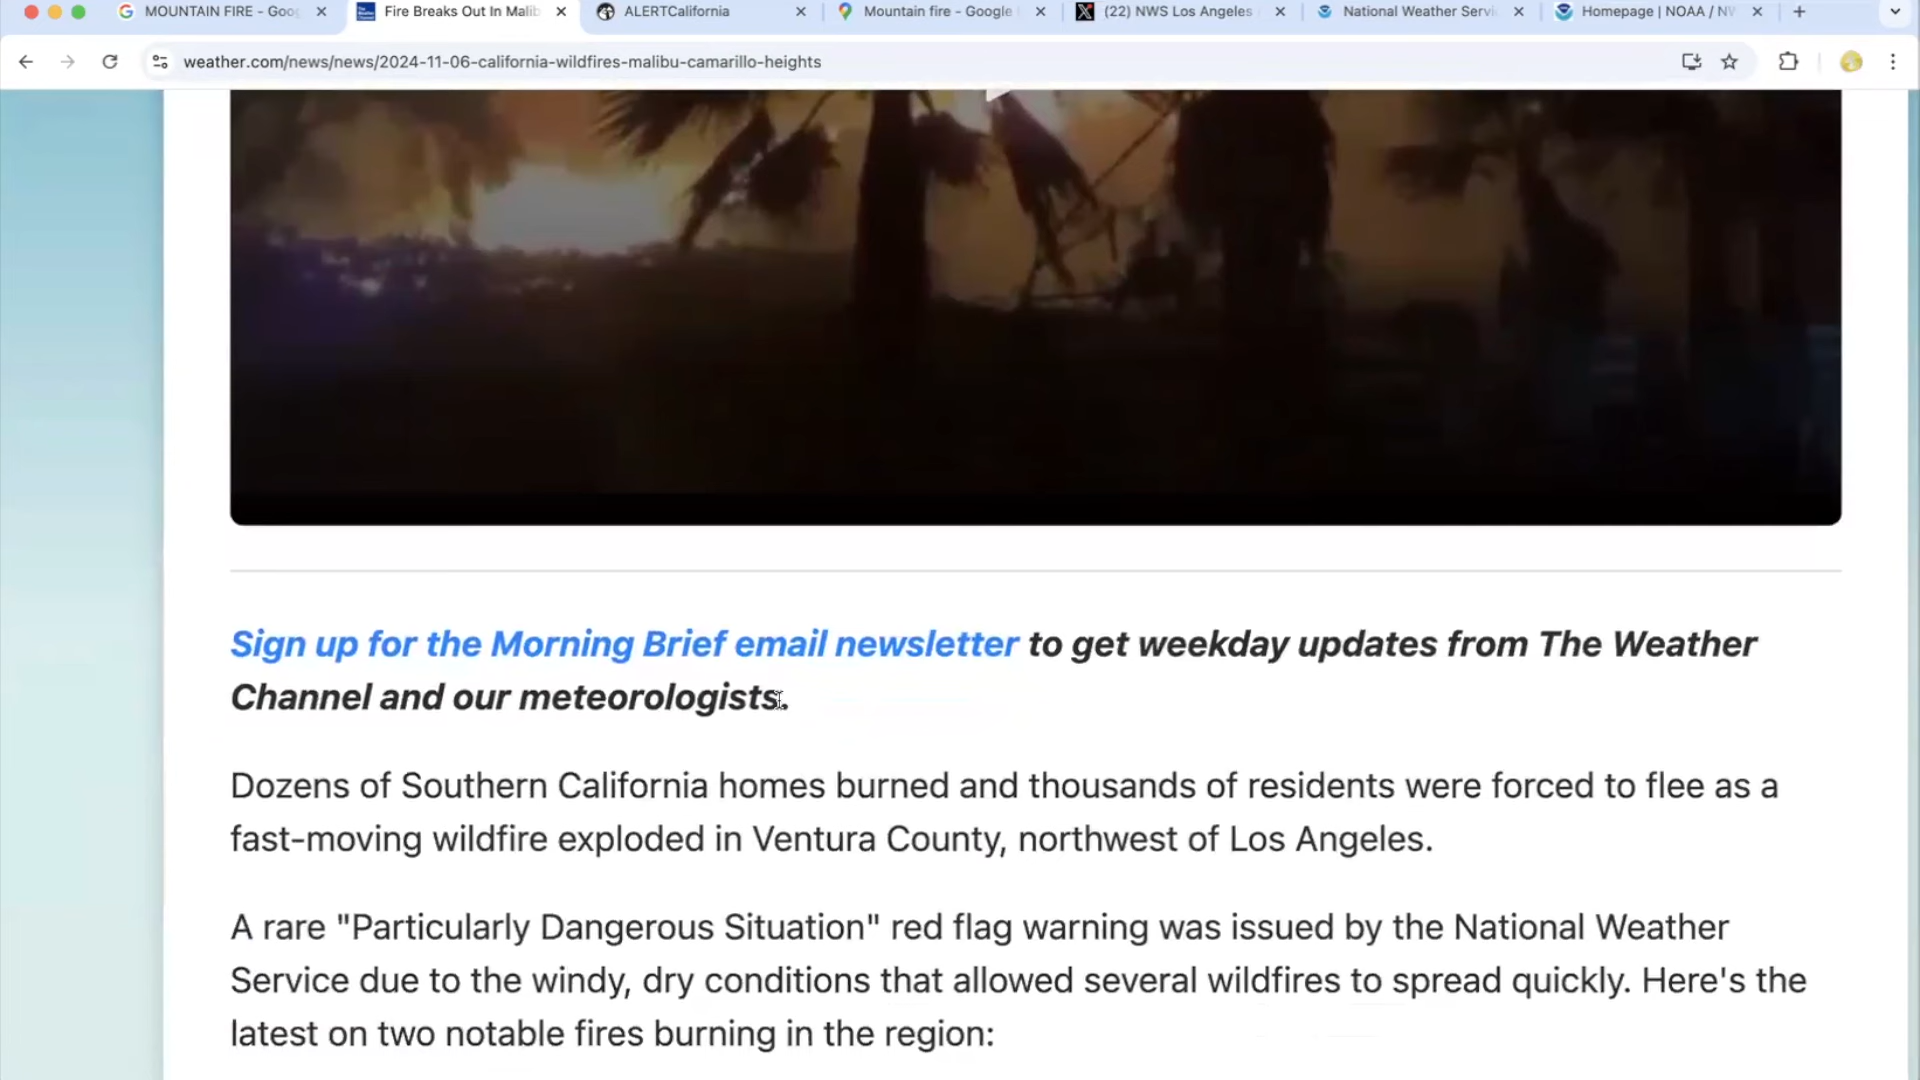 MOUNTAIN FIRE - Goog
Fire Breaks Out In Malib
ALERTCalifornia
Mountain fire - Google
(22) NWS Los Angeles
National Weather Servi
Homepage | NOAA / NW
weather.com/news/news/2024-11-06-california-wildfires-malibu-camarillo-heights
Sign up for the Morning Brief email newsletter to get weekday updates from The Weather
Channel and our meteorologists.
Dozens of Southern California homes burned and thousands of residents were forced to flee as a
fast-moving wildfire exploded in Ventura County, northwest of Los Angeles.
A rare "Particularly Dangerous Situation" red flag warning was issued by the National Weather
Service due to the windy, dry conditions that allowed several wildfires to spread quickly. Here's the
latest on two notable fires burning in the region: